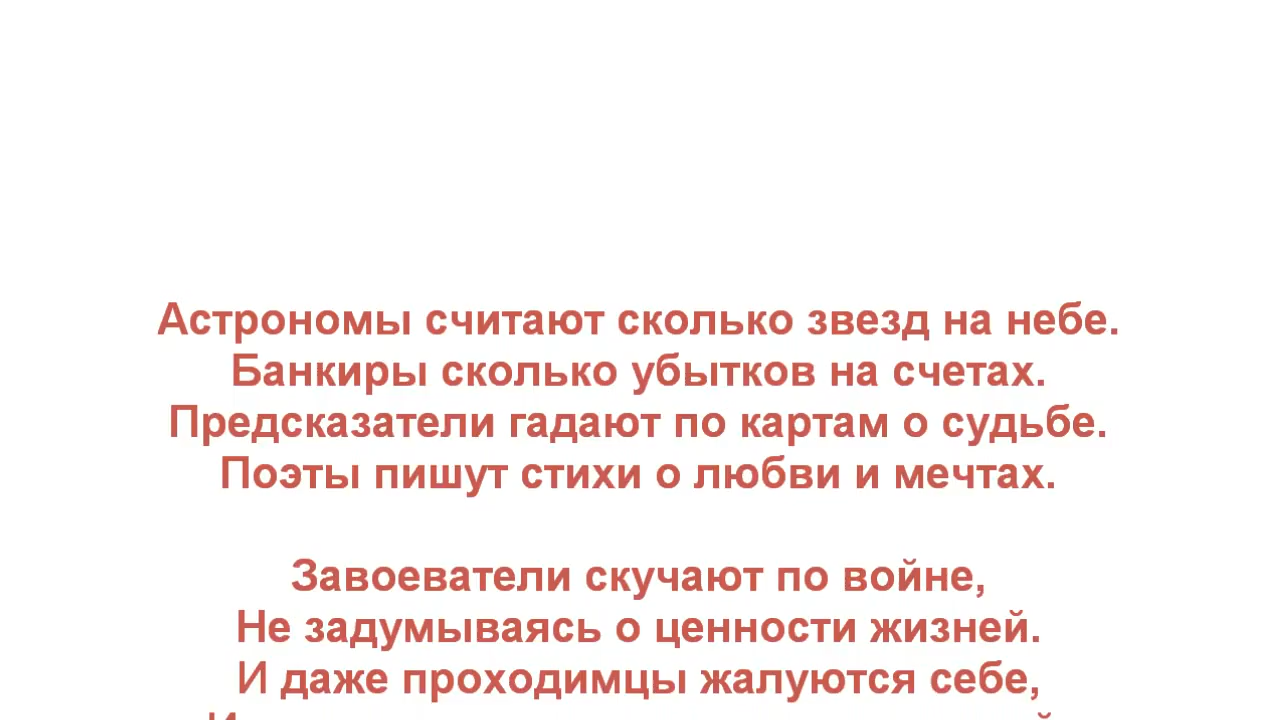 Астрономы считают сколько звезд на небе.
Банкиры сколько убытков на счетах.
Предсказатели гадают по картам о судьбе.
Поэты пишут стихи о любви и мечтах.
Завоеватели скучают по войне,
Не задумываясь о ценности жизней.
И даже проходимцы жалуются себе,